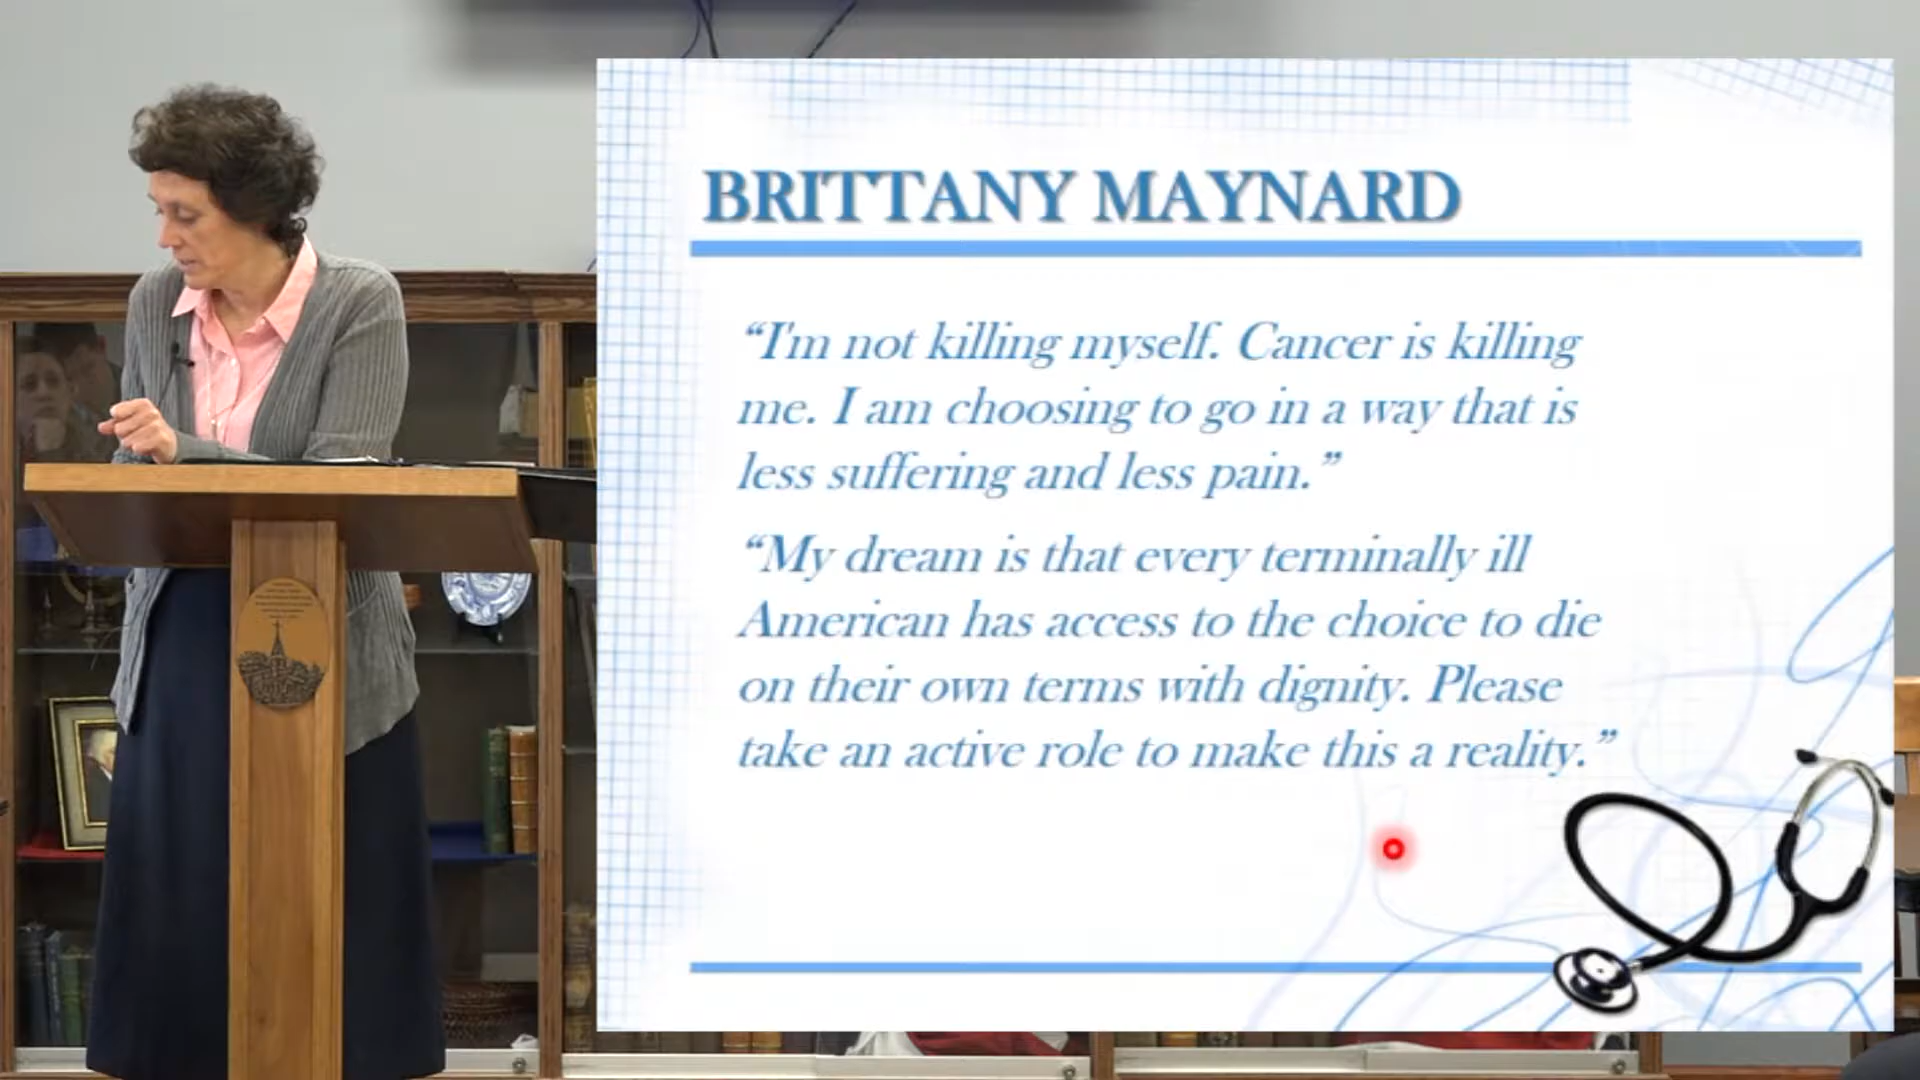 BRITTANY MAYNARD
“I'm not killing myself. Cancer is killing
me. I am choosing to go in a way that is
less suffering and less pain.”
“My dream is that every terminally ill
American has access to the choice to die
on their own terms with dignity. Please
take an active role to make this a reality.”